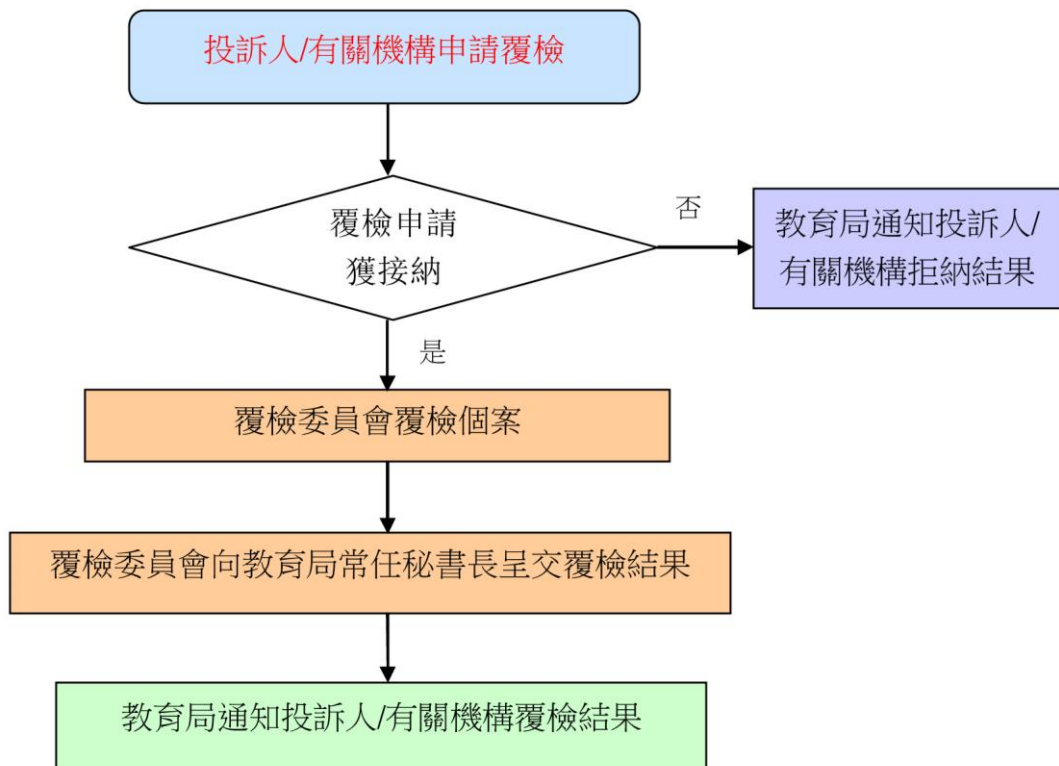 投訴人/有關機構申請覆檢
覆檢申請
獲接納
否
教育局通知投訴人/
有關機構拒納結果
是
覆檢委員會覆檢個案
覆檢委員會向教育局常任秘書長呈交覆檢結果
教育局通知投訴人/有關機構覆檢結果